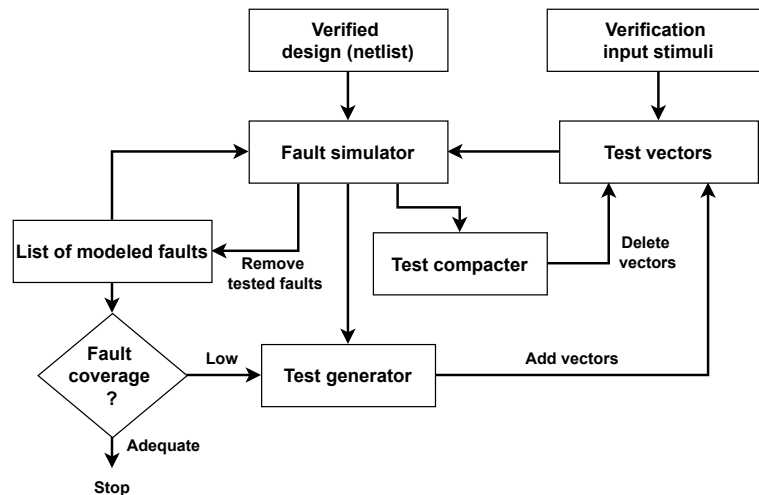 Verified
design (netlist)
Verification
input stimuli
Fault simulator
Test vectors
List of modeled faults
Remove
tested faults
Test compacter
Delete
vectors
Fault
coverage
?
Low
Test generator
Add vectors
Adequate
Stop